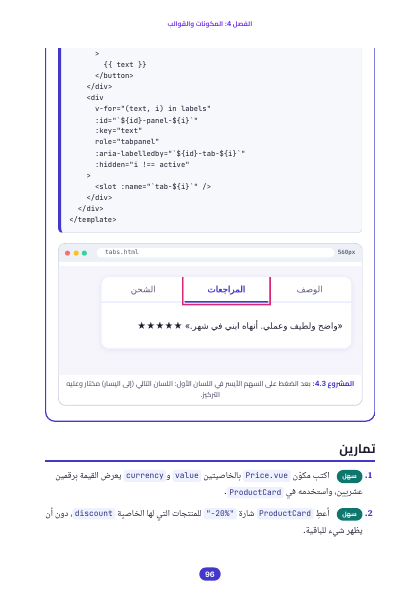 الفصل 4: المكونات والقوالب
>
{{ text }}
</button>
</div>
<div
v-for="(text, i) in labels"
:id="`${id}-panel-${i}`"
:key="text"
role="tabpanel"
:aria-labelledby="`${id}-tab-${i}`"
:hidden="i !== active"
>
<slot :name="`tab-${i}`" />
</div>
</div>
</template>
tabs.html 560px
الوصف المراجعات الشحن
«واضح ولطيف وعملي. أنهاه ابني في شهر.» ★★★★★
المشروع 4.3: بعد الضغط على السهم الأيسر في اللسان الأول: اللسان التالي (إلى اليسار) مختار وعليه
التركيز.
تمارين
1. سهل اكتب مكوّن Price.vue بالخاصيتين value و currency يعرض القيمة برقمين
عشريين، واستخدمه في ProductCard .
2. سهل أعطِ ProductCard شارة "-20%" للمنتجات التي لها الخاصية discount ، دون أن
يظهر شيء للباقية.
96